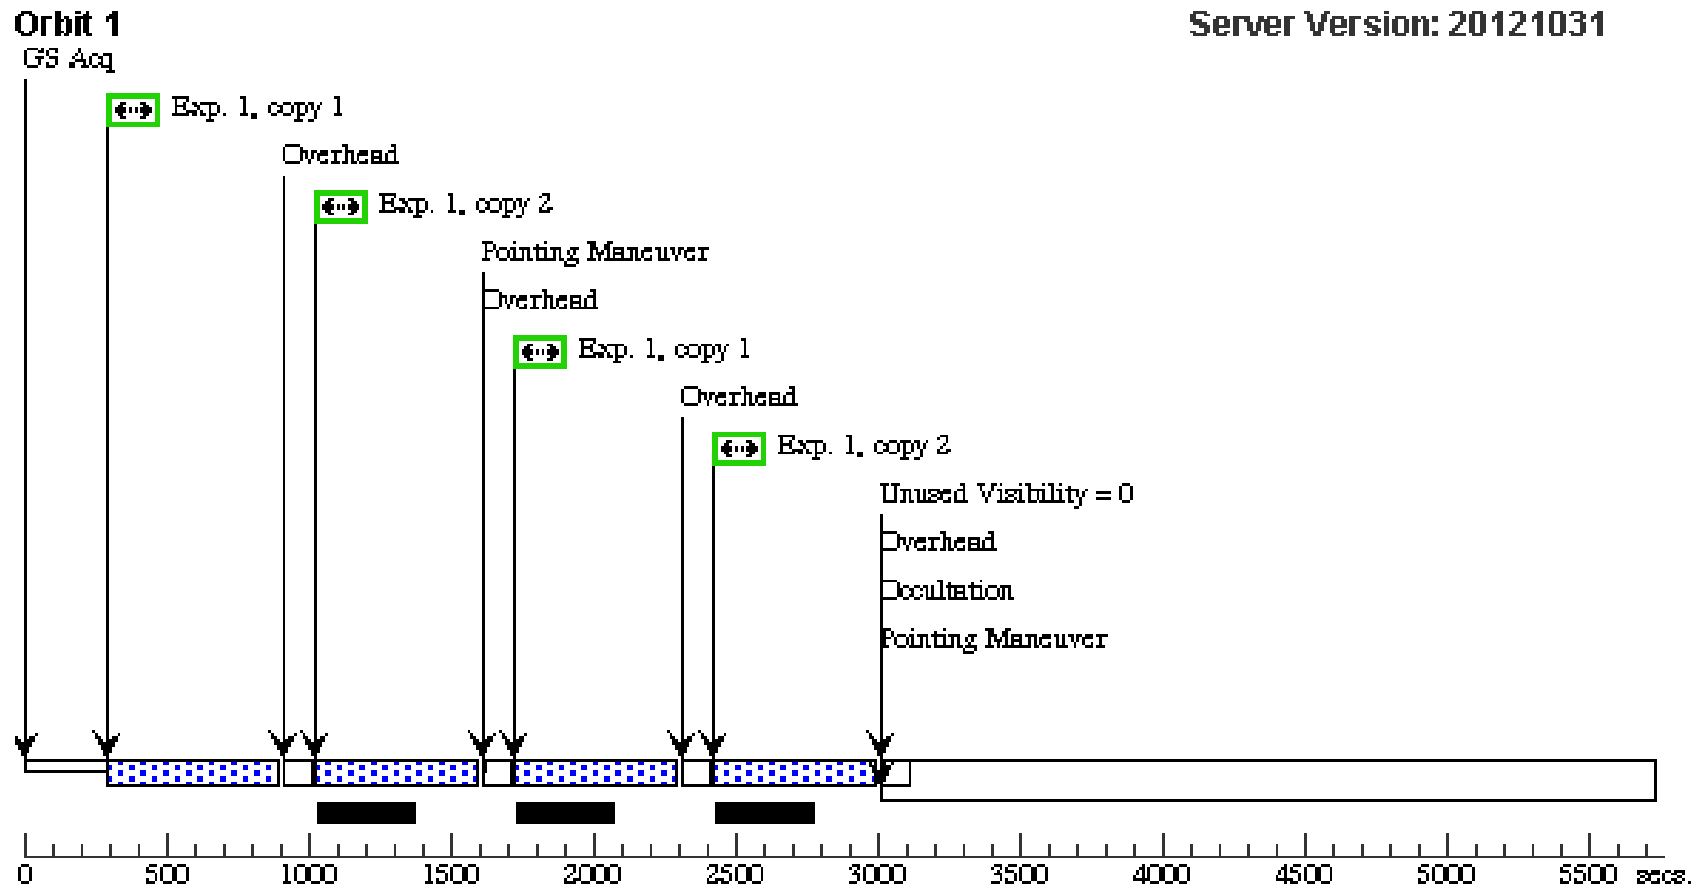 Orbit 1
Server Version: 20121031
GS Acq
Exp. 1, copy 1
Overhead
Exp. 1, copy 2
Pointing Maneuver
Overhead
Exp. 1, copy 1
Overhead
Exp. 1, copy 2
Unused Visibility = 0
Overhead
Occultation
Pointing Maneuver
0 500 1000 1500 2000 2500 3000 3500 4000 4500 5000 5500 secs.